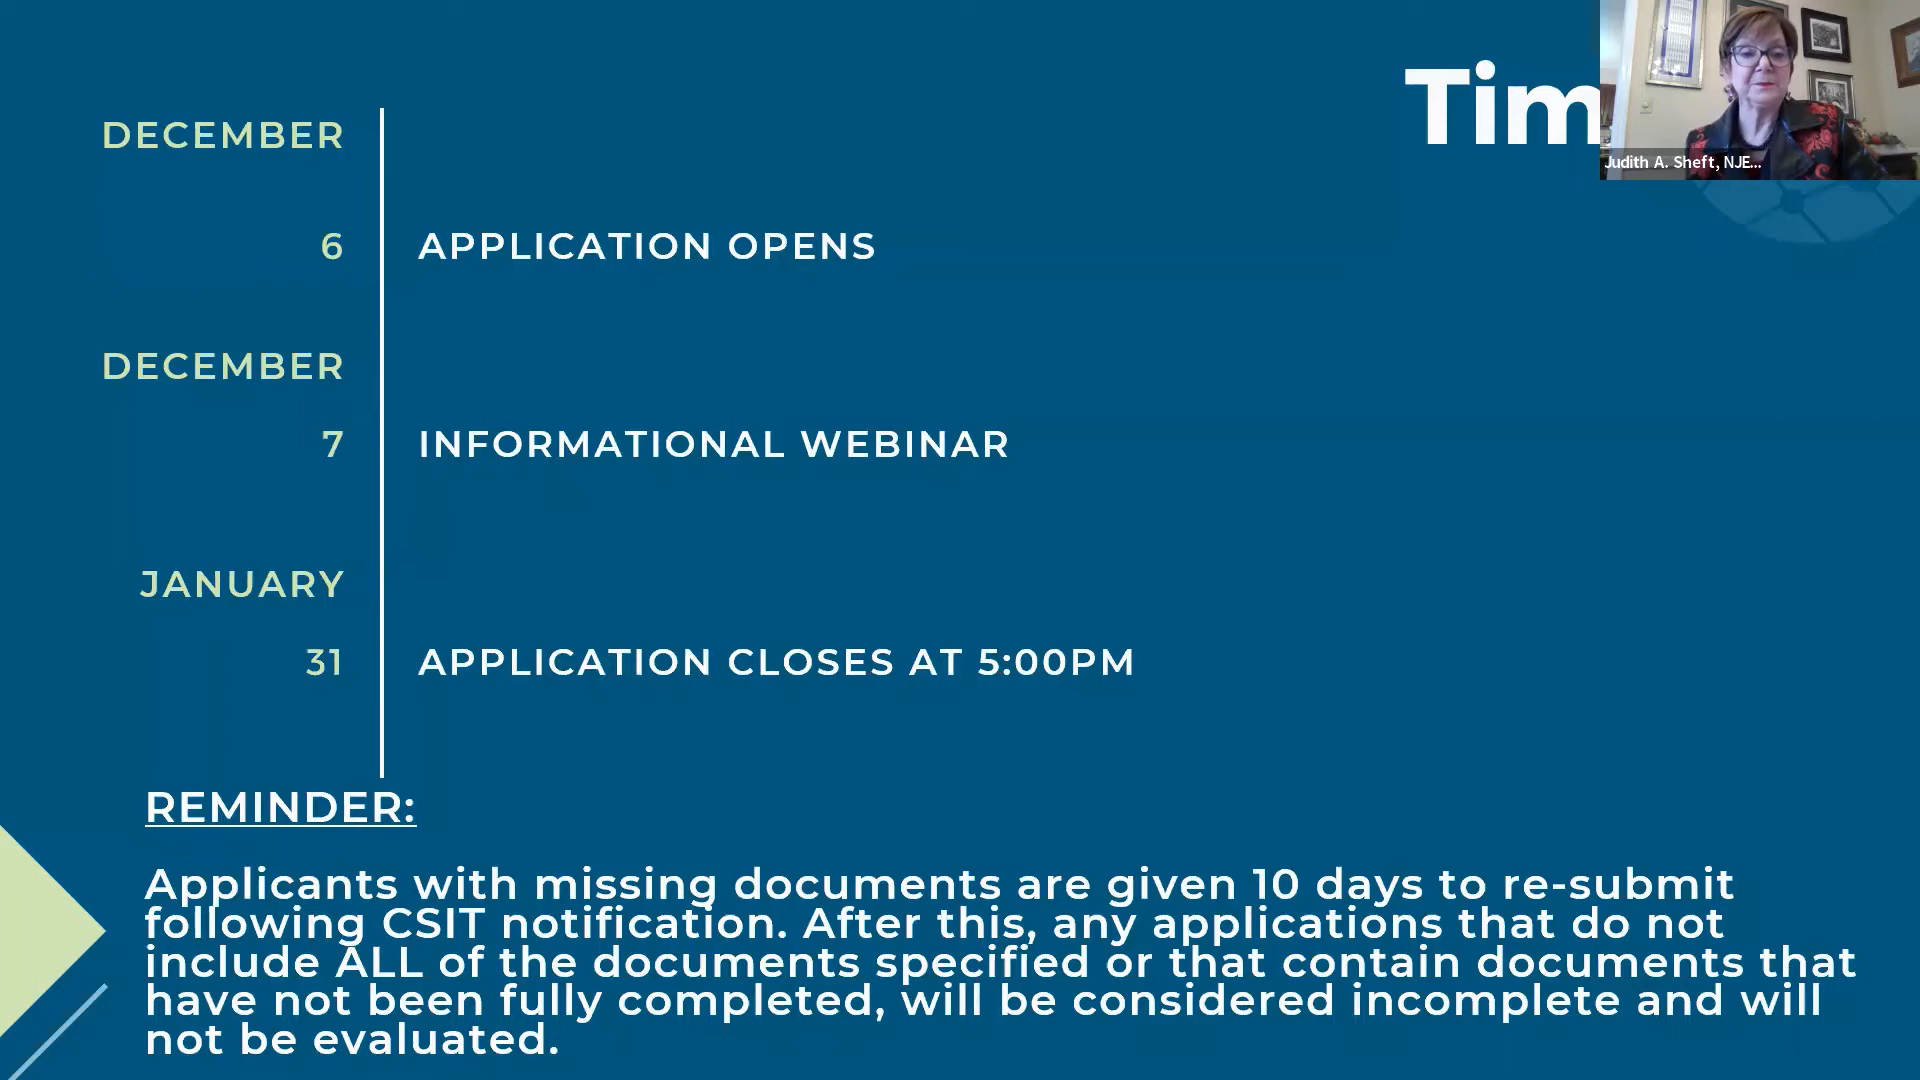 Tim
Judith A. Sheft, NJE...
DECEMBER
6
APPLICATION OPENS
DECEMBER
7
INFORMATIONAL WEBINAR
JANUARY
31
APPLICATION CLOSES AT 5:00PM
REMINDER:
Applicants with missing documents are given 10 days to re-submit
following CSIT notification. After this, any applications that do not
include ALL of the documents specified or that contain documents that
have not been fully completed, will be considered incomplete and will
not be evaluated.